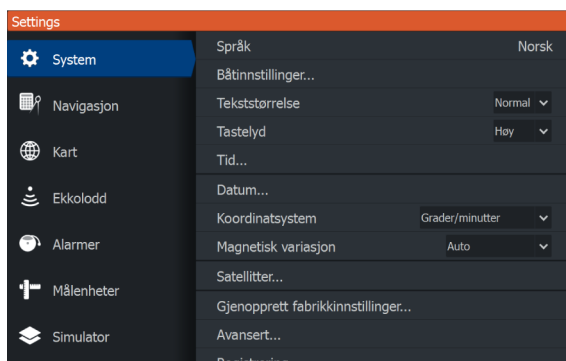 Settings
System
Navigasjon
Kart
Ekkolodd
Alarmer
Målenheter
Simulator
Språk Norsk
Båtinnstillinger...
Tekststørrelse Normal
Tastelyd Høy
Tid...
Datum...
Koordinatsystem Grader/minutter
Magnetisk variasjon Auto
Satellitter...
Gjenopprett fabrikkinnstillinger...
Avansert...